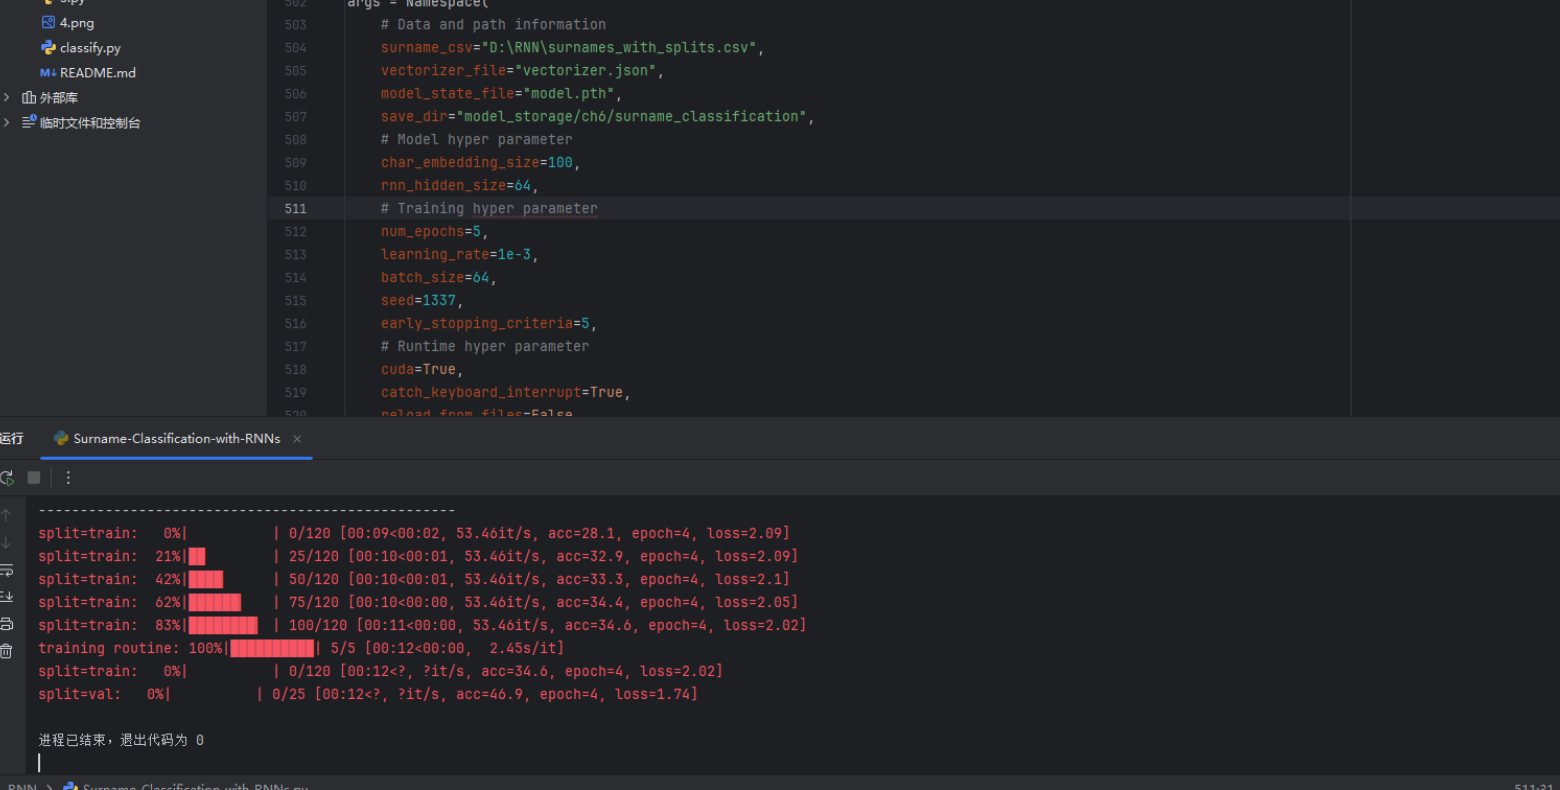 4.png
classify.py
M↓ README.md
外部库
临时文件和控制台
502 args = Namespace(
503 # Data and path information
504 surname_csv="D:\RNN\surnames_with_splits.csv",
505 vectorizer_file="vectorizer.json",
506 model_state_file="model.pth",
507 save_dir="model_storage/ch6/surname_classification",
508 # Model hyper parameter
509 char_embedding_size=100,
510 rnn_hidden_size=64,
511 # Training hyper parameter
512 num_epochs=5,
513 learning_rate=1e-3,
514 batch_size=64,
515 seed=1337,
516 early_stopping_criteria=5,
517 # Runtime hyper parameter
518 cuda=True,
519 catch_keyboard_interrupt=True,
520 reload_from_files=False,
运行 Surname-Classification-with-RNNs
--------------------------------------------------
split=train: 0%| | 0/120 [00:09<00:02, 53.46it/s, acc=28.1, epoch=4, loss=2.09]
split=train: 21%|██ | 25/120 [00:10<00:01, 53.46it/s, acc=32.9, epoch=4, loss=2.09]
split=train: 42%|████ | 50/120 [00:10<00:01, 53.46it/s, acc=33.3, epoch=4, loss=2.1]
split=train: 62%|██████ | 75/120 [00:10<00:00, 53.46it/s, acc=34.4, epoch=4, loss=2.05]
split=train: 83%|████████ | 100/120 [00:11<00:00, 53.46it/s, acc=34.6, epoch=4, loss=2.02]
training routine: 100%|██████████| 5/5 [00:12<00:00, 2.45s/it]
split=train: 0%| | 0/120 [00:12<?, ?it/s, acc=34.6, epoch=4, loss=2.02]
split=val: 0%| | 0/25 [00:12<?, ?it/s, acc=46.9, epoch=4, loss=1.74]
进程已结束，退出代码为 0
RNN > Surname-Classification-with-RNNs.py
511:31